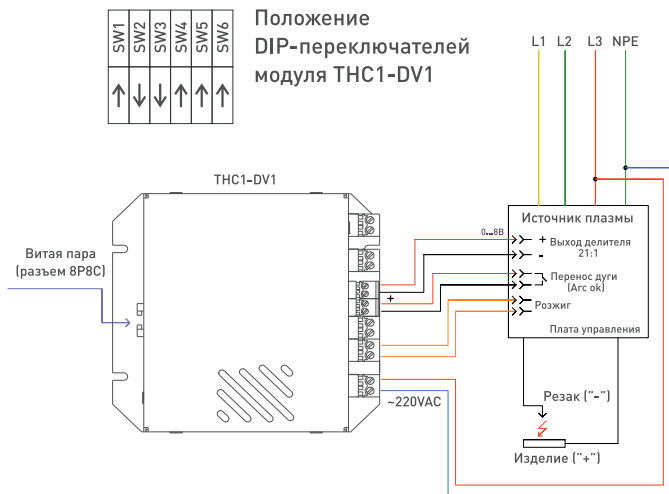 SW1 SW2 SW3 SW4 SW5 SW6
Положение
DIP-переключателей
модуля THC1-DV1
L1 L2 L3 NPE
THC1-DV1
Источник плазмы
0...8В
+ Выход делителя
- 21:1
Витая пара
(разъем 8P8C)
+
Перенос дуги
(Arc ok)
Розжиг
Плата управления
~220VAC
Резак ("-")
Изделие ("+")